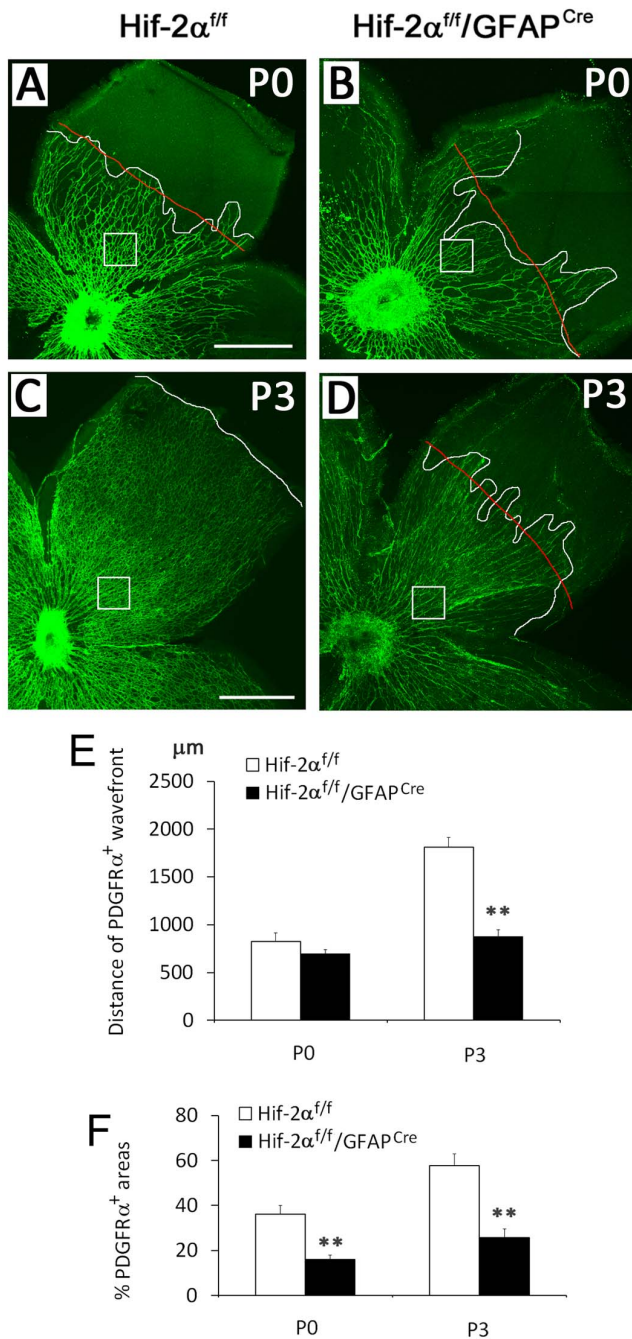 Hif-2αf/f Hif-2αf/f/GFAPCre
A P0 B P0
C P3 D P3
E μm
Hif-2αf/f
Hif-2αf/f/GFAPCre
Distance of PDGFRα+ wavefront
2500
2000
1500
1000
500
0
**
P0 P3
F
Hif-2αf/f
Hif-2αf/f/GFAPCre
% PDGFRα+ areas
80
60
40
20
0
** **
P0 P3